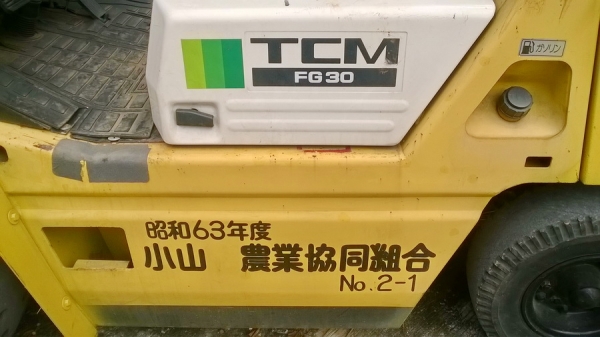 TCM
FG30
ガソリン
昭和63年度
小山 農業協同組合
No.2-1